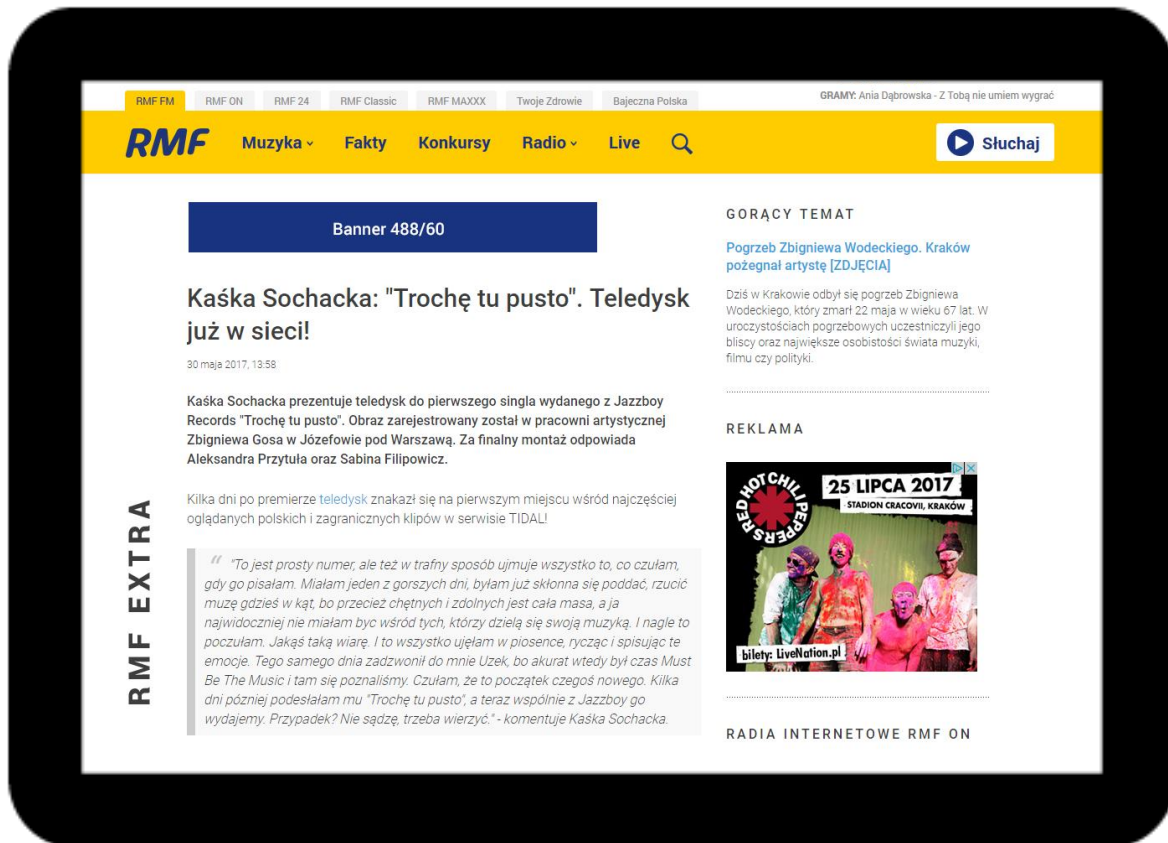 RMF FM RMF ON RMF 24 RMF Classic RMF MAXXX Twoje Zdrowie Bajeczna Polska
GRAMY: Ania Dąbrowska - Z Tobą nie umiem wygrać
RMF Muzyka Fakty Konkursy Radio Live Słuchaj
Banner 488/60
Kaśka Sochacka: "Trochę tu pusto". Teledysk
już w sieci!
30 maja 2017, 13:58
Kaśka Sochacka prezentuje teledysk do pierwszego singla wydanego z Jazzboy
Records "Trochę tu pusto". Obraz zarejestrowany został w pracowni artystycznej
Zbigniewa Gosa w Józefowie pod Warszawą. Za finalny montaż odpowiada
Aleksandra Przytuła oraz Sabina Filipowicz.
Kilka dni po premierze teledysk znakazł się na pierwszym miejscu wśród najczęściej
oglądanych polskich i zagranicznych klipów w serwisie TIDAL!
“ "To jest prosty numer, ale też w trafny sposób ujmuje wszystko to, co czułam,
gdy go pisałam. Miałam jeden z gorszych dni, byłam już skłonna się poddać, rzucić
muzę gdzieś w kąt, bo przecież chętnych i zdolnych jest cała masa, a ja
najwidoczniej nie miałam byc wśród tych, którzy dzielą się swoją muzyką. I nagle to
poczułam. Jakąś taką wiarę. I to wszystko ujęłam w piosence, rycząc i spisując te
emocje. Tego samego dnia zadzwonił do mnie Uzek, bo akurat wtedy był czas Must
Be The Music i tam się poznaliśmy. Czułam, że to początek czegoś nowego. Kilka
dni pózniej podesłałam mu "Trochę tu pusto", a teraz wspólnie z Jazzboy go
wydajemy. Przypadek? Nie sądzę, trzeba wierzyć." - komentuje Kaśka Sochacka.
RMF EXTRA
GORĄCY TEMAT
Pogrzeb Zbigniewa Wodeckiego. Kraków
pożegnał artystę [ZDJĘCIA]
Dziś w Krakowie odbył się pogrzeb Zbigniewa
Wodeckiego, który zmarł 22 maja w wieku 67 lat. W
uroczystościach pogrzebowych uczestniczyli jego
bliscy oraz największe osobistości świata muzyki,
filmu czy polityki.
REKLAMA
RED HOT CHILI PEPPERS
25 LIPCA 2017
STADION CRACOVII, KRAKÓW
bilety: LiveNation.pl
RADIA INTERNETOWE RMF ON